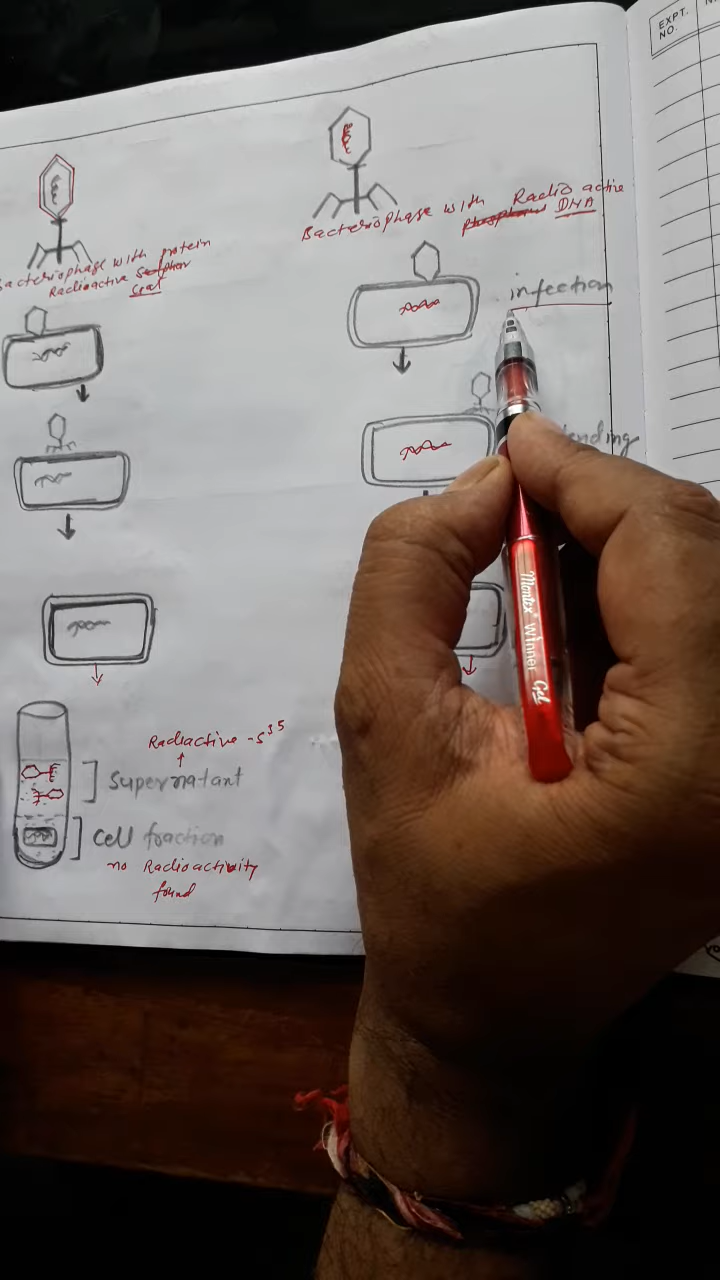 EXPT.
NO.
Bacteriophage with protein
Radioactive
Coat
Bacteriophage with Radio active
DNA
infection
Radiactive - S35
Supernatant
Cell fraction
no Radioactivity
found
Montex Winner Gel